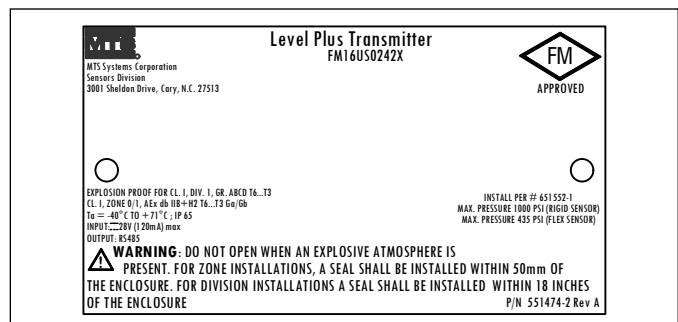 MTS®
Level Plus Transmitter
FM16US0242X
FM
APPROVED
MTS Systems Corporation
Sensors Division
3001 Sheldon Drive, Cary, N.C. 27513
EXPLOSION PROOF FOR CL. I, DIV. 1, GR. ABCD T6...T3
CL. I, ZONE 0/1, AEx db IIB+H2 T6...T3 Ga/Gb
Ta = -40°C TO +71°C ; IP 65
INPUT:⎓28V (120mA) max
OUTPUT: RS485
INSTALL PER # 651552-1
MAX. PRESSURE 1000 PSI (RIGID SENSOR)
MAX. PRESSURE 435 PSI (FLEX SENSOR)
WARNING: DO NOT OPEN WHEN AN EXPLOSIVE ATMOSPHERE IS
PRESENT. FOR ZONE INSTALLATIONS, A SEAL SHALL BE INSTALLED WITHIN 50mm OF
THE ENCLOSURE. FOR DIVISION INSTALLATIONS A SEAL SHALL BE INSTALLED WITHIN 18 INCHES
OF THE ENCLOSURE
P/N 551474-2 Rev A